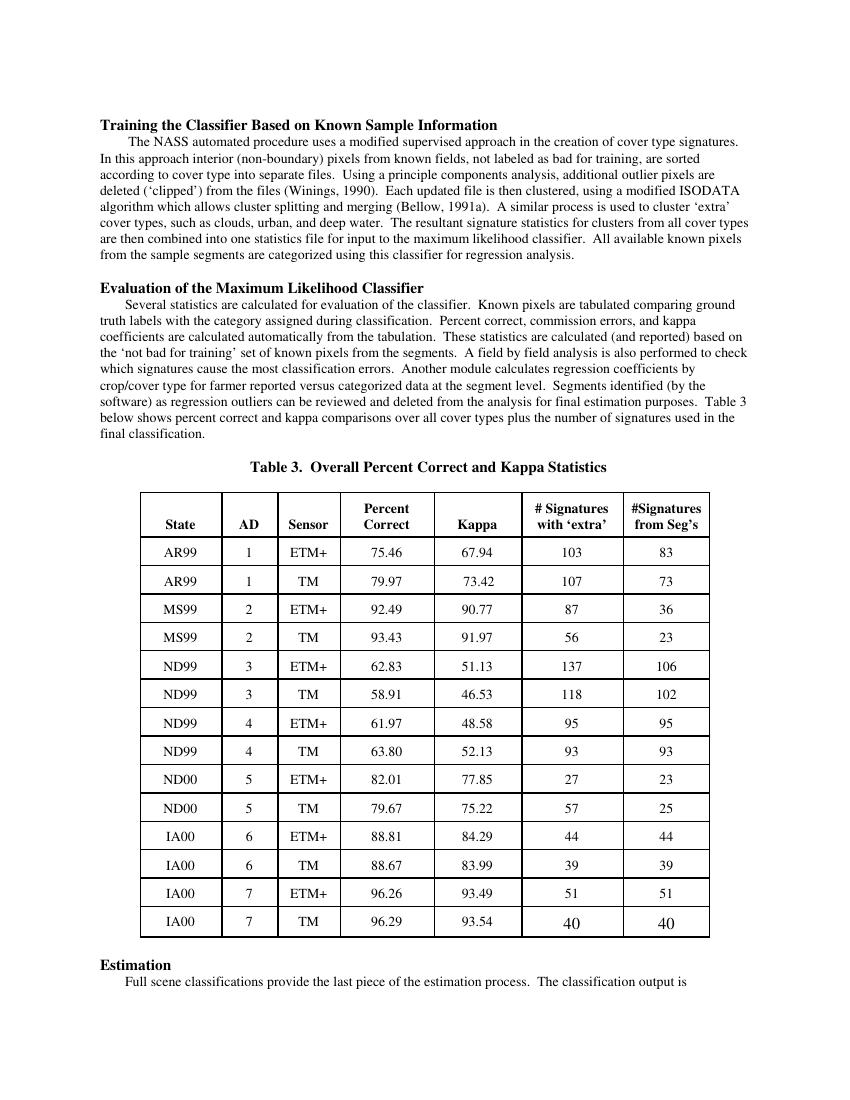 Training the Classifier Based on Known Sample Information
The NASS automated procedure uses a modified supervised approach in the creation of cover type signatures.
In this approach interior (non-boundary) pixels from known fields, not labeled as bad for training, are sorted
according to cover type into separate files.  Using a principle components analysis, additional outlier pixels are
deleted (‘clipped’) from the files (Winings, 1990).  Each updated file is then clustered, using a modified ISODATA
algorithm which allows cluster splitting and merging (Bellow, 1991a).  A similar process is used to cluster ‘extra’
cover types, such as clouds, urban, and deep water.  The resultant signature statistics for clusters from all cover types
are then combined into one statistics file for input to the maximum likelihood classifier.  All available known pixels
from the sample segments are categorized using this classifier for regression analysis.
Evaluation of the Maximum Likelihood Classifier
Several statistics are calculated for evaluation of the classifier.  Known pixels are tabulated comparing ground
truth labels with the category assigned during classification.  Percent correct, commission errors, and kappa
coefficients are calculated automatically from the tabulation.  These statistics are calculated (and reported) based on
the ‘not bad for training’ set of known pixels from the segments.  A field by field analysis is also performed to check
which signatures cause the most classification errors.  Another module calculates regression coefficients by
crop/cover type for farmer reported versus categorized data at the segment level.  Segments identified (by the
software) as regression outliers can be reviewed and deleted from the analysis for final estimation purposes.  Table 3
below shows percent correct and kappa comparisons over all cover types plus the number of signatures used in the
final classification.
Table 3.  Overall Percent Correct and Kappa Statistics
State AD Sensor Percent Correct Kappa # Signatures with ‘extra’ #Signatures from Seg’s
AR99 1 ETM+ 75.46 67.94 103 83
AR99 1 TM 79.97 73.42 107 73
MS99 2 ETM+ 92.49 90.77 87 36
MS99 2 TM 93.43 91.97 56 23
ND99 3 ETM+ 62.83 51.13 137 106
ND99 3 TM 58.91 46.53 118 102
ND99 4 ETM+ 61.97 48.58 95 95
ND99 4 TM 63.80 52.13 93 93
ND00 5 ETM+ 82.01 77.85 27 23
ND00 5 TM 79.67 75.22 57 25
IA00 6 ETM+ 88.81 84.29 44 44
IA00 6 TM 88.67 83.99 39 39
IA00 7 ETM+ 96.26 93.49 51 51
IA00 7 TM 96.29 93.54 40 40
Estimation
Full scene classifications provide the last piece of the estimation process.  The classification output is